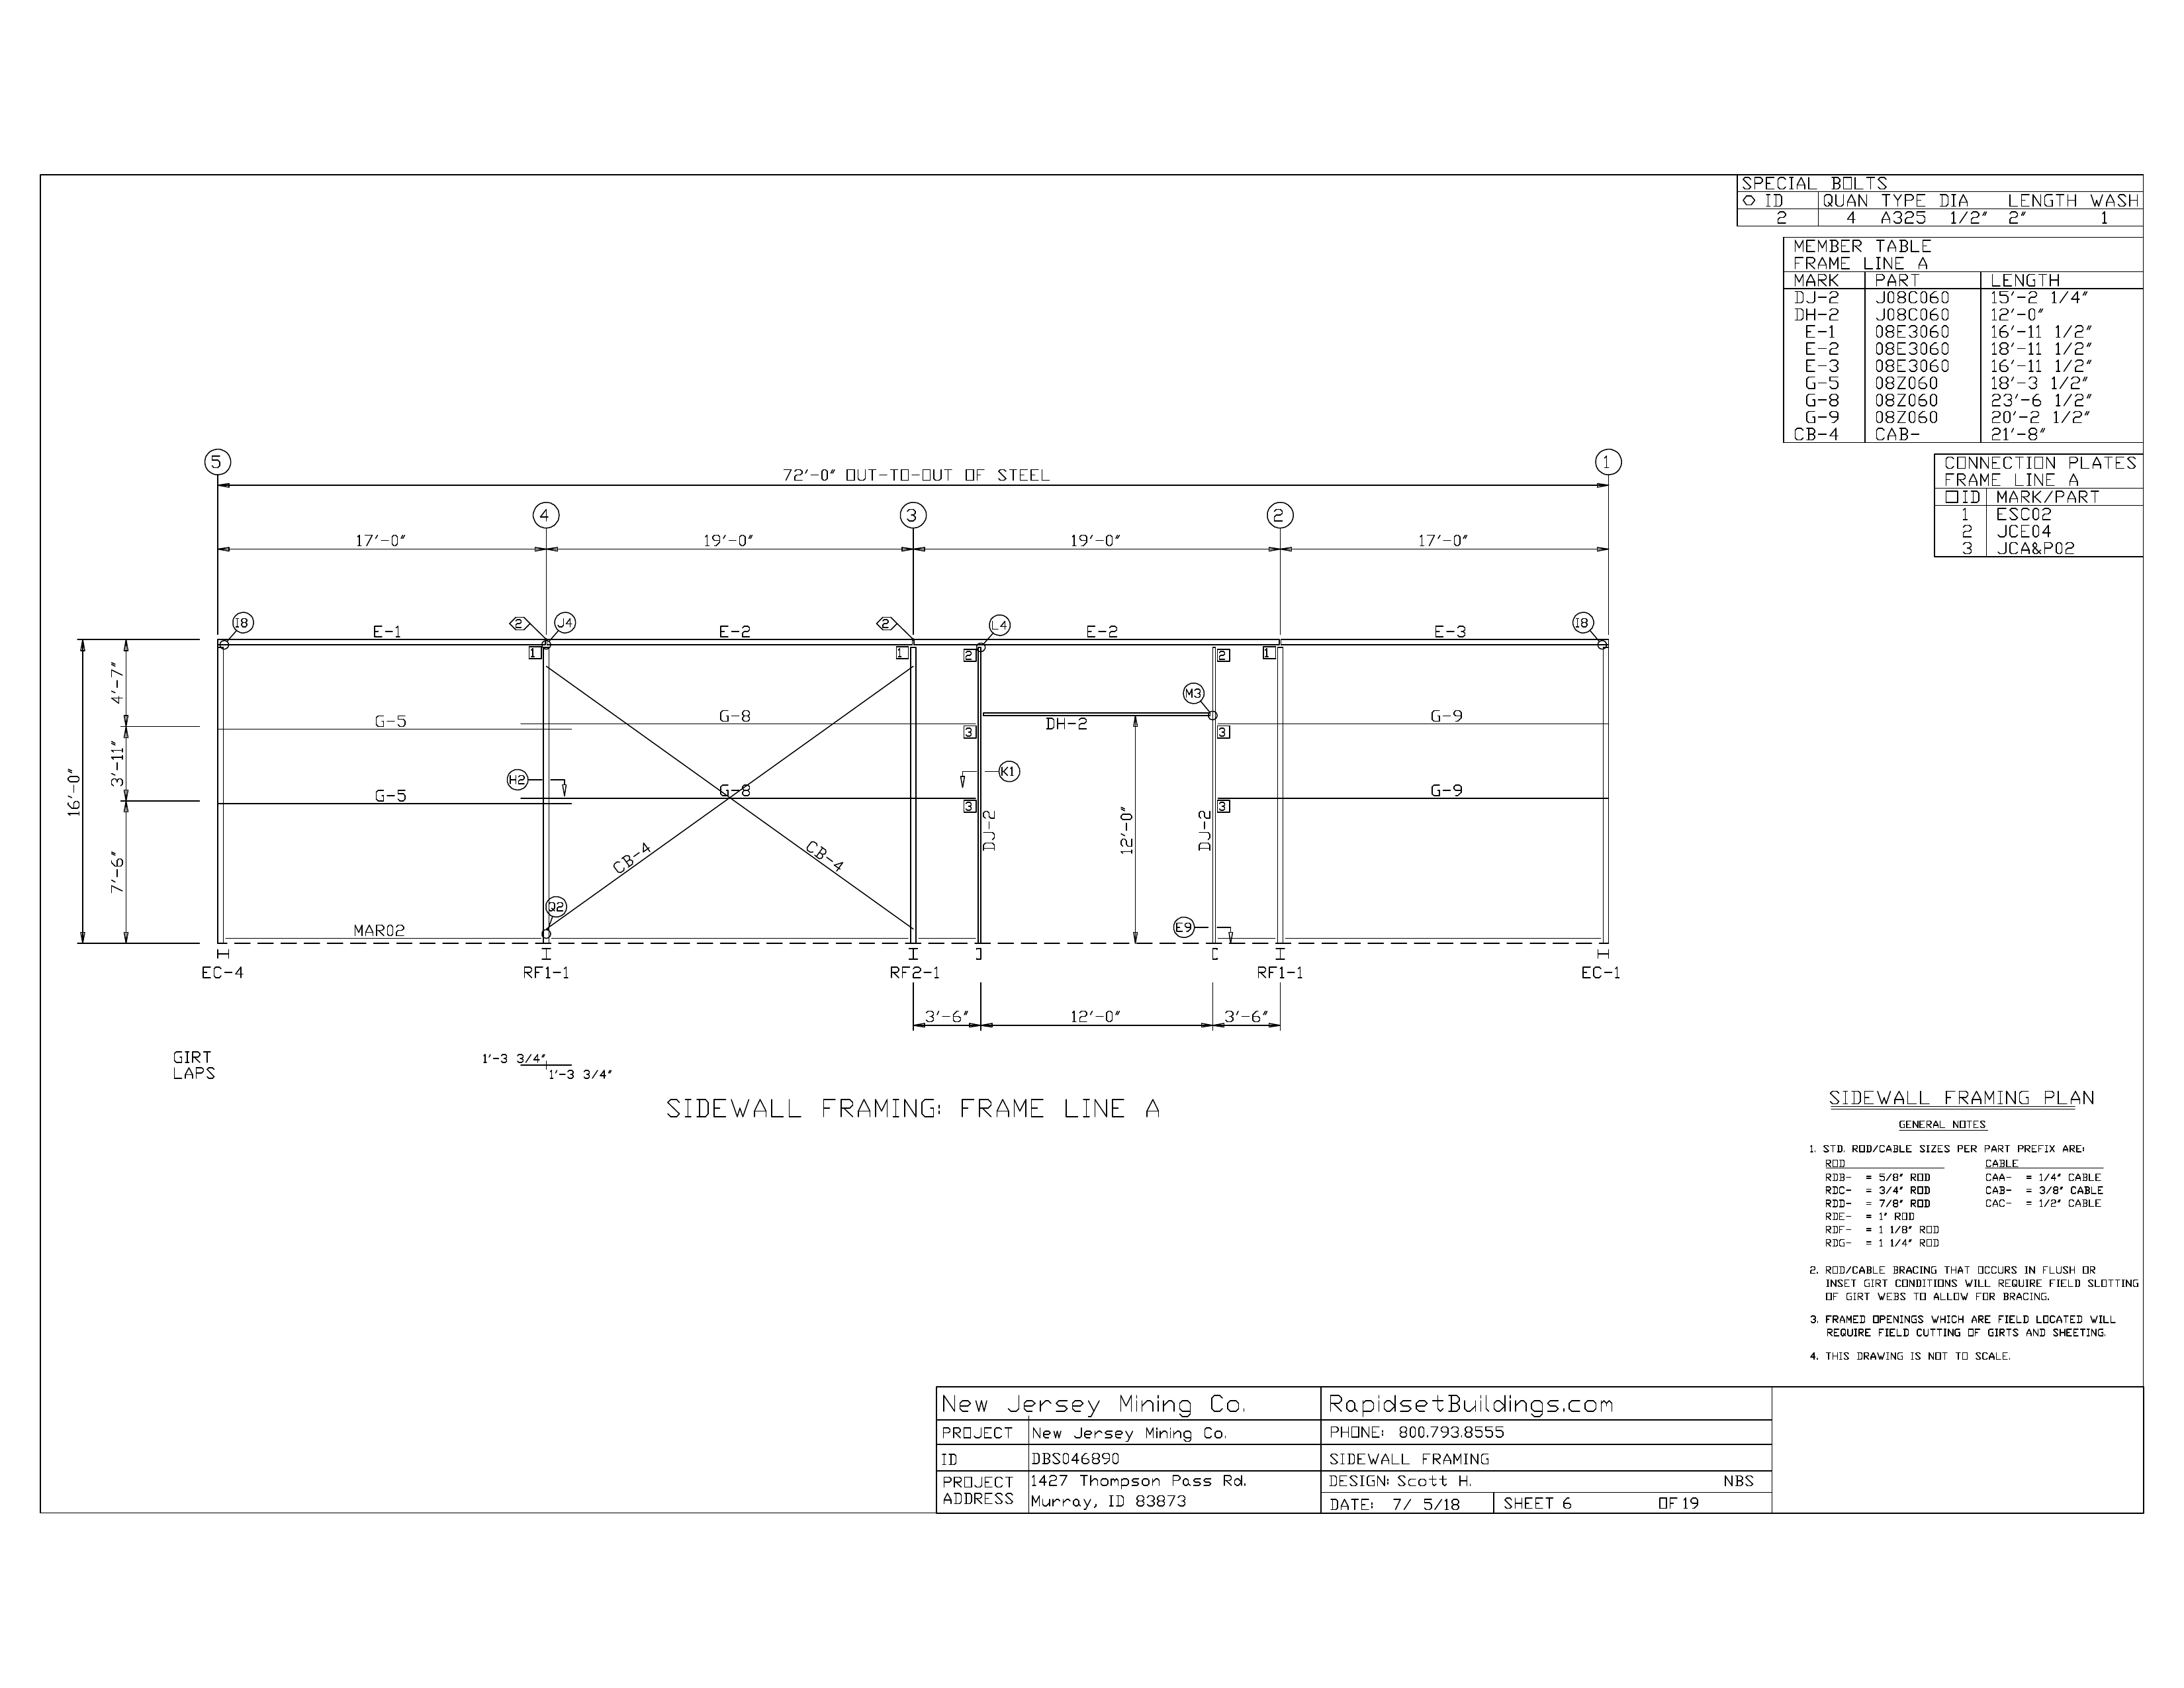 SPECIAL BOLTS
ID QUAN TYPE DIA LENGTH WASH
2 4 A325 1/2" 2" 1
MEMBER TABLE
FRAME LINE A
MARK PART LENGTH
DJ-2 J08C060 15'-2 1/4"
DH-2 J08C060 12'-0"
E-1 08E3060 16'-11 1/2"
E-2 08E3060 18'-11 1/2"
E-3 08E3060 16'-11 1/2"
G-5 08Z060 18'-3 1/2"
G-8 08Z060 23'-6 1/2"
G-9 08Z060 20'-2 1/2"
CB-4 CAB- 21'-8"
CONNECTION PLATES
FRAME LINE A
ID MARK/PART
1 ESC02
2 JCE04
3 JCA&P02
5 1
72'-0" OUT-TO-OUT OF STEEL
4 3 2
17'-0" 19'-0" 19'-0" 17'-0"
I8 2 J4 2 L4 I8
E-1 E-2 E-2 E-3
1 1 2 2 1
4'-7"
M3
G-5 G-8 DH-2 G-9
3 3
16'-0" 3'-11"
H2 K1
G-5 G-8 G-9
3 3
7'-6" CB-4 CB-4 DJ-2 12'-0" DJ-2
Q2
MAR02 E9
EC-4 RF1-1 RF2-1 RF1-1 EC-1
3'-6" 12'-0" 3'-6"
GIRT
LAPS
1'-3 3/4"
1'-3 3/4"
SIDEWALL FRAMING: FRAME LINE A
SIDEWALL FRAMING PLAN
GENERAL NOTES
1. STD. ROD/CABLE SIZES PER PART PREFIX ARE:
ROD CABLE
RDB- = 5/8" ROD CAA- = 1/4" CABLE
RDC- = 3/4" ROD CAB- = 3/8" CABLE
RDD- = 7/8" ROD CAC- = 1/2" CABLE
RDE- = 1" ROD
RDF- = 1 1/8" ROD
RDG- = 1 1/4" ROD
2. ROD/CABLE BRACING THAT OCCURS IN FLUSH OR
INSET GIRT CONDITIONS WILL REQUIRE FIELD SLOTTING
OF GIRT WEBS TO ALLOW FOR BRACING.
3. FRAMED OPENINGS WHICH ARE FIELD LOCATED WILL
REQUIRE FIELD CUTTING OF GIRTS AND SHEETING.
4. THIS DRAWING IS NOT TO SCALE.
New Jersey Mining Co. RapidsetBuildings.com
PROJECT New Jersey Mining Co. PHONE: 800.793.8555
ID DBS046890 SIDEWALL FRAMING
PROJECT ADDRESS 1427 Thompson Pass Rd. DESIGN: Scott H. NBS
Murray, ID 83873 DATE: 7/ 5/18 SHEET 6 OF 19